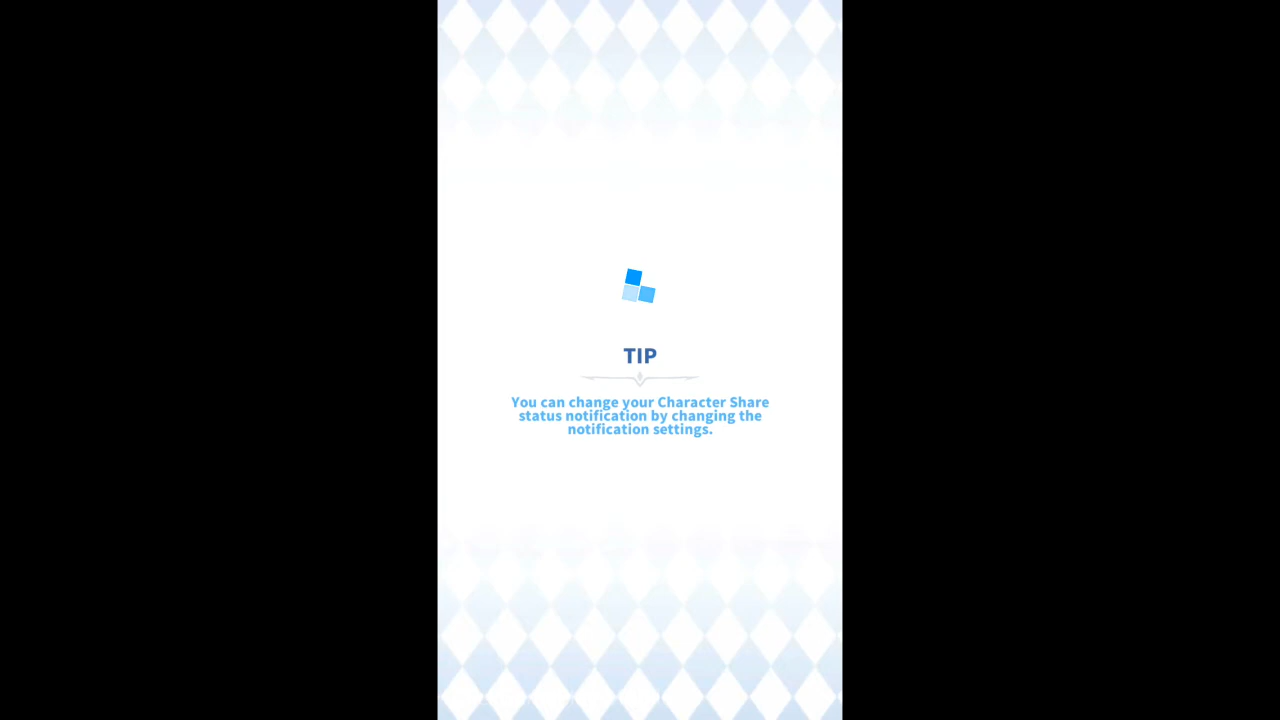 TIP
You can change your Character Share
status notification by changing the
notification settings.